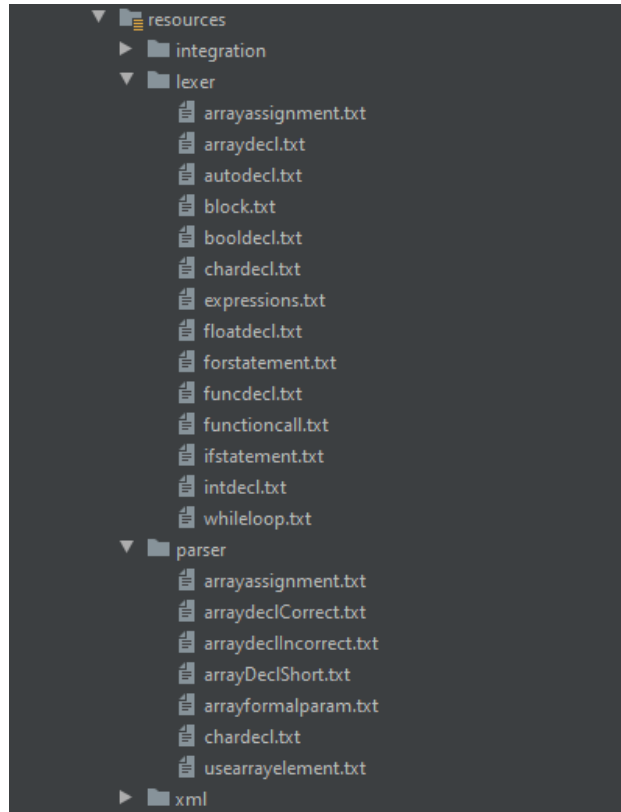 resources
integration
lexer
arrayassignment.txt
arraydecl.txt
autodecl.txt
block.txt
booldecl.txt
chardecl.txt
expressions.txt
floatdecl.txt
forstatement.txt
funcdecl.txt
functioncall.txt
ifstatement.txt
intdecl.txt
whileloop.txt
parser
arrayassignment.txt
arraydeclCorrect.txt
arraydeclIncorrect.txt
arrayDeclShort.txt
arrayformalparam.txt
chardecl.txt
usearrayelement.txt
xml